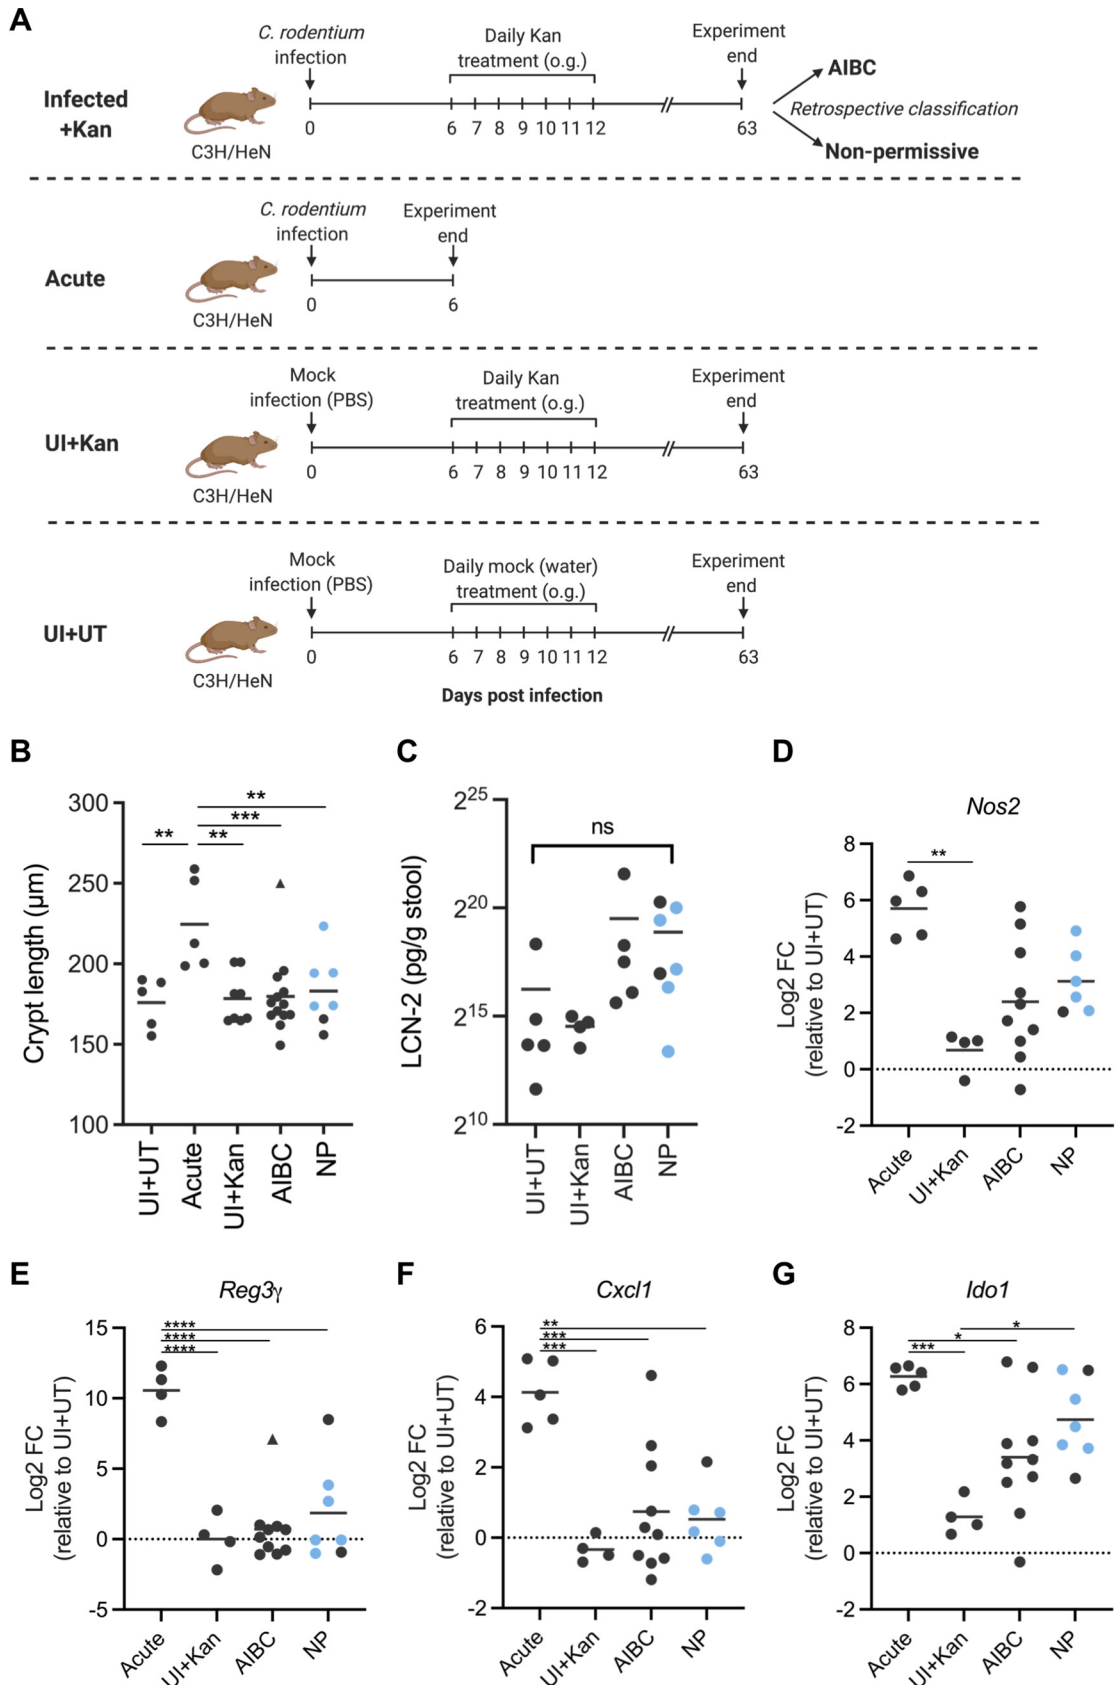 A
C. rodentium
infection
Daily Kan
treatment (o.g.)
Experiment
end
Infected
+Kan
C3H/HeN
0
6 7 8 9 10 11 12
63
AIBC
Retrospective classification
Non-permissive
C. rodentium
infection
Experiment
end
Acute
C3H/HeN
0
6
Mock
infection (PBS)
Daily Kan
treatment (o.g.)
Experiment
end
UI+Kan
C3H/HeN
0
6 7 8 9 10 11 12
63
Mock
infection (PBS)
Daily mock (water)
treatment (o.g.)
Experiment
end
UI+UT
C3H/HeN
0
6 7 8 9 10 11 12
63
Days post infection
B
Crypt length (µm)
300
250
200
150
100
**
***
** **
UI+UT
Acute
UI+Kan
AIBC
NP
C
LCN-2 (pg/g stool)
2^25
2^20
2^15
2^10
ns
UI+UT
UI+Kan
AIBC
NP
D
Nos2
Log2 FC
(relative to UI+UT)
8
6
4
2
0
-2
**
Acute
UI+Kan
AIBC
NP
E
Reg3γ
Log2 FC
(relative to UI+UT)
15
10
5
0
-5
****
****
****
Acute
UI+Kan
AIBC
NP
F
Cxcl1
Log2 FC
(relative to UI+UT)
6
4
2
0
-2
**
***
***
Acute
UI+Kan
AIBC
NP
G
Ido1
Log2 FC
(relative to UI+UT)
8
6
4
2
0
-2
*
*
***
Acute
UI+Kan
AIBC
NP